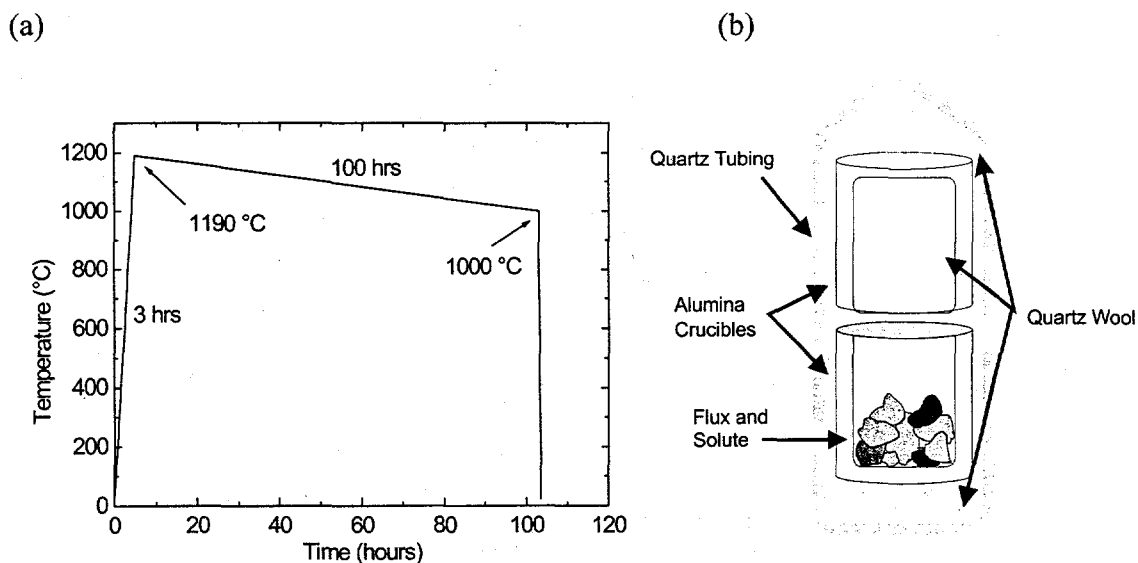 (a)
1200
1000
800
600
400
200
0
Temperature (°C)
0
20
40
60
80
100
120
Time (hours)
3 hrs
1190 °C
100 hrs
1000 °C
(b)
Quartz Tubing
Alumina
Crucibles
Flux and
Solute
Quartz Wool